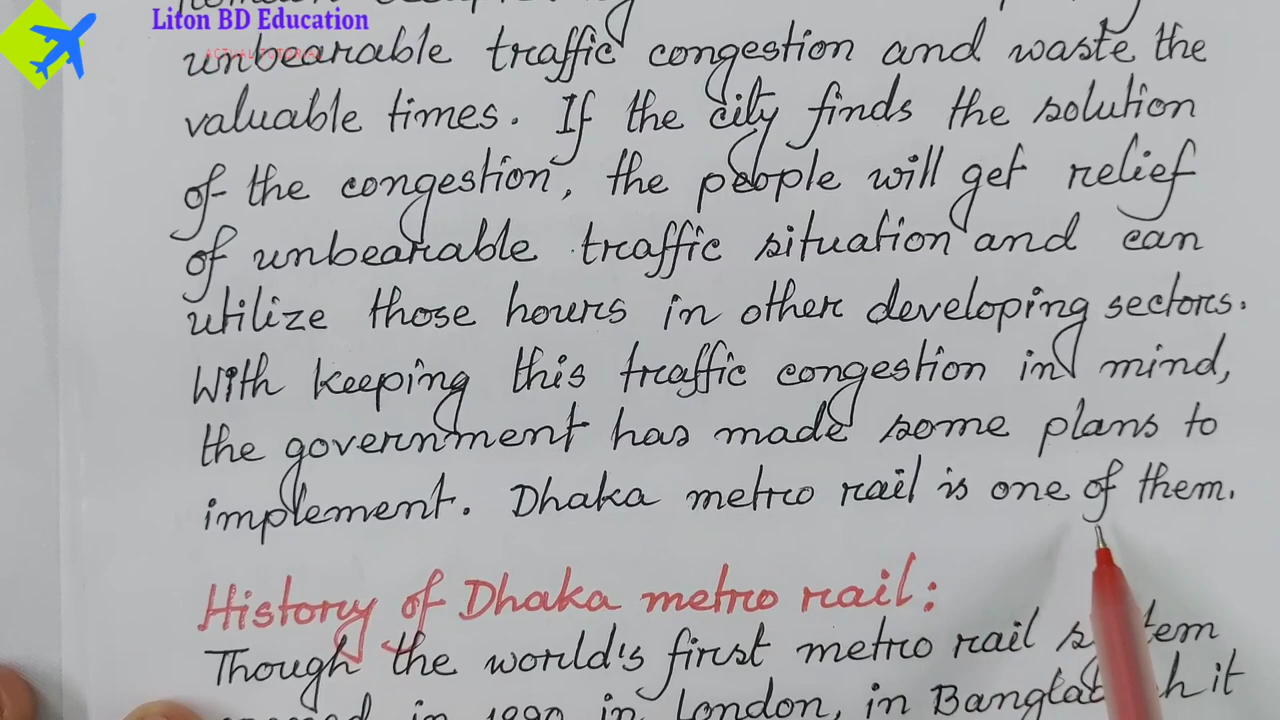 Liton BD Education
unbearable traffic congestion and waste the
valuable times. If the city finds the solution
of the congestion, the people will get relief
of unbearable traffic situation and can
utilize those hours in other developing sectors.
With keeping this traffic congestion in mind,
the government has made some plans to
implement. Dhaka metro rail is one of them.
History of Dhaka metro rail:
Though the world's first metro rail
in London, in it